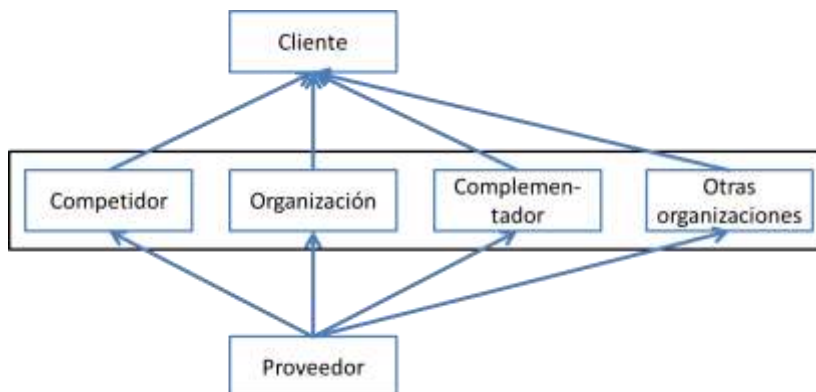 Cliente
Competidor
Organización
Complemen-
tador
Otras
organizaciones
Proveedor